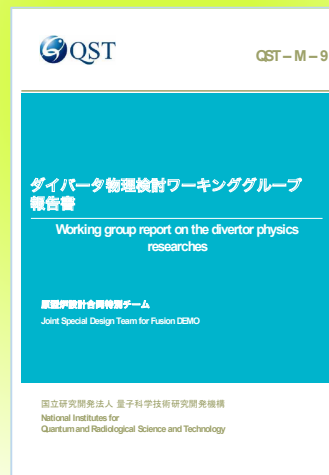 QST
QST-M-9
ダイバータ物理検討ワーキンググループ
報告書
Working group report on the divertor physics
researches
原型炉設計合同特別チーム
Joint Special Design Team for Fusion DEMO
国立研究開発法人 量子科学技術研究開発機構
National Institutes for
Quantum and Radiological Science and Technology